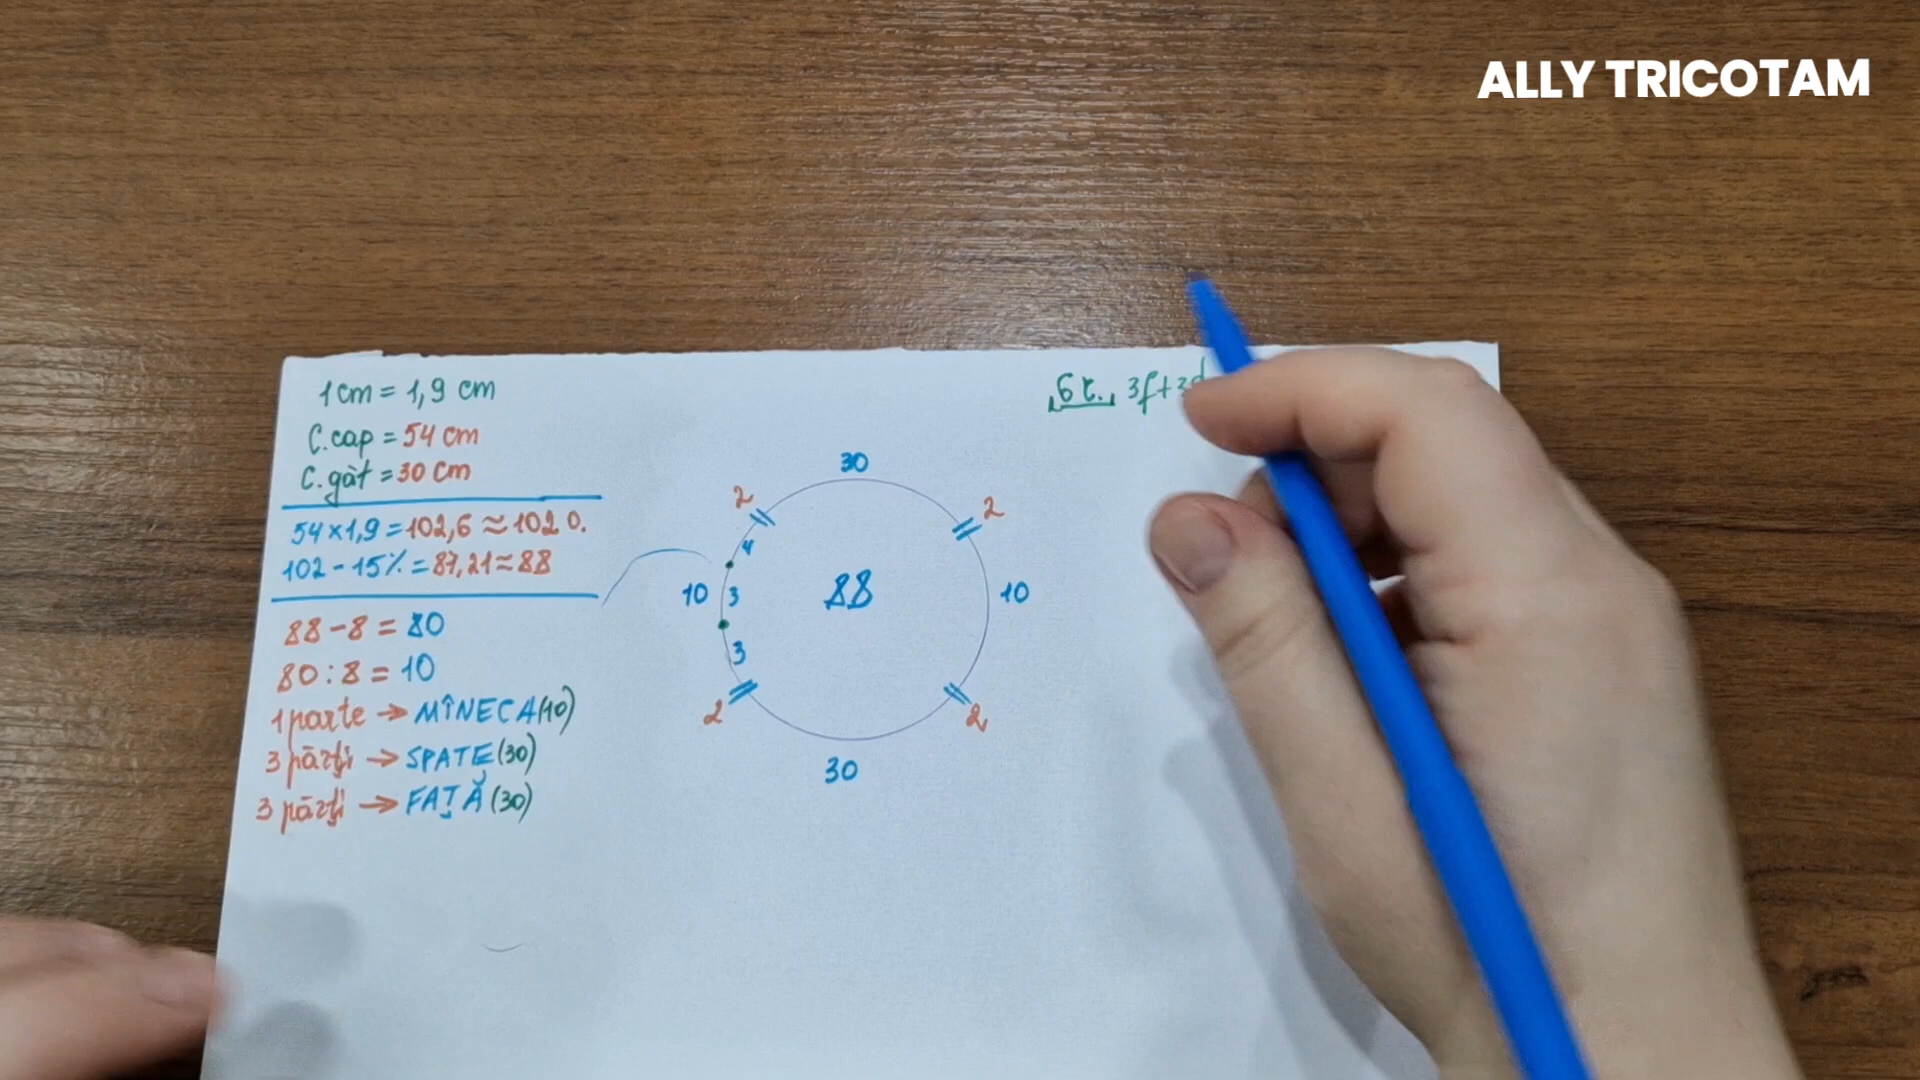 ALLY TRICOTAM
1 cm = 1,9 cm
C.cap = 54 cm
C.gât = 30 cm
54 x 1,9 = 102,6 ≈ 102 O.
102 - 15% = 87,21 ≈ 88
88 - 8 = 80
80 : 8 = 10
1 parte → MÎNECA (10)
3 părți → SPATE (30)
3 părți → FAȚĂ (30)
6 r. 3f+3d
30
2 2
4
10 3 88 10
3
2 2
30